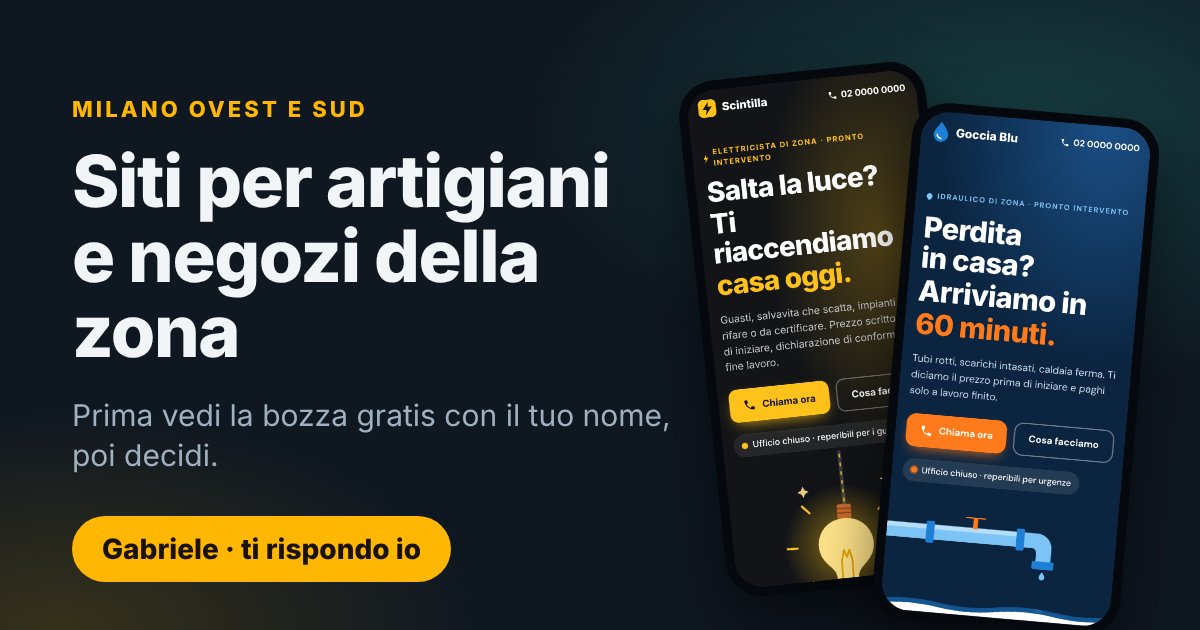 MILANO OVEST E SUD
Siti per artigiani
e negozi della
zona
Prima vedi la bozza gratis con il tuo nome,
poi decidi.
Gabriele · ti rispondo io
Scintilla
02 0000 0000
ELETTRICISTA DI ZONA · PRONTO
INTERVENTO
Salta la luce?
Ti
riaccendiamo
casa oggi.
Guasti, salvavita che scatta, impianti
rifare o da certificare. Prezzo scritto
di iniziare, dichiarazione di conform
fine lavoro.
Chiama ora
Cosa fac
Ufficio chiuso · reperibili per i gu
Goccia Blu
02 0000 0000
IDRAULICO DI ZONA · PRONTO INTERVENTO
Perdita
in casa?
Arriviamo in
60 minuti.
Tubi rotti, scarichi intasati, caldaia ferma. Ti
diciamo il prezzo prima di iniziare e paghi
solo a lavoro finito.
Chiama ora
Cosa facciamo
Ufficio chiuso · reperibili per urgenze